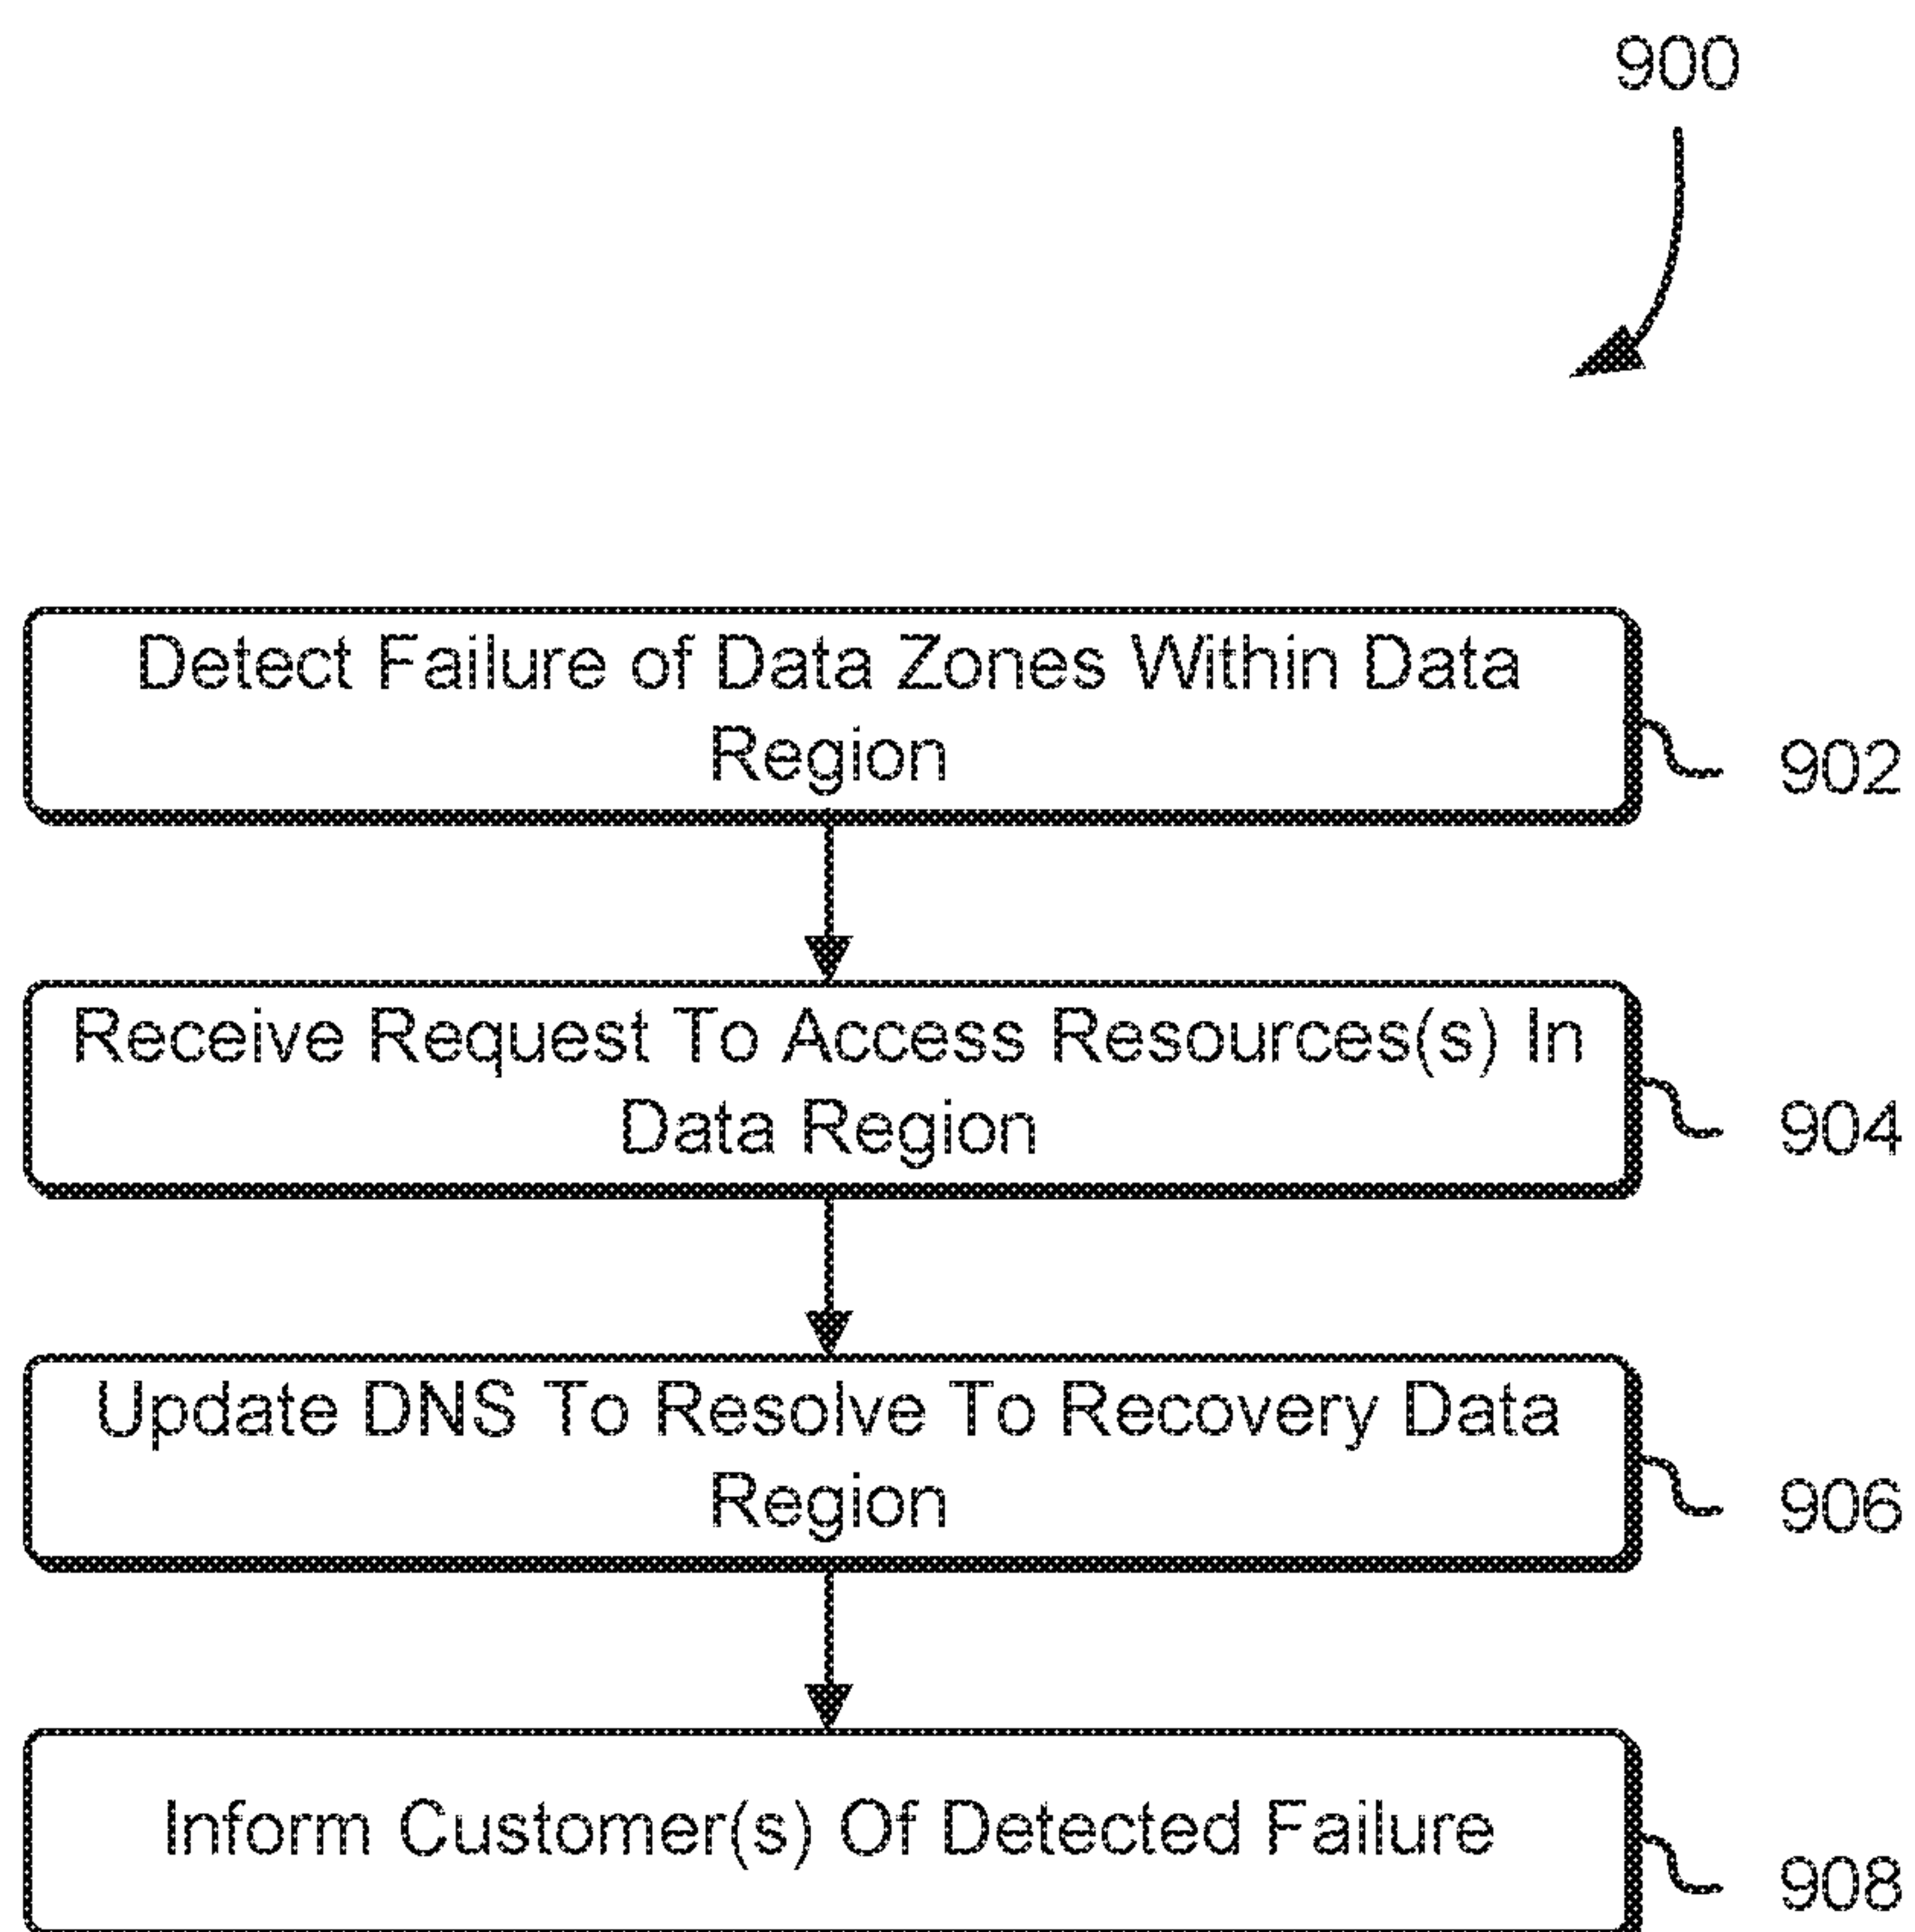 900
Detect Failure of Data Zones Within Data
Region
902
Receive Request To Access Resources(s) In
Data Region
904
Update DNS To Resolve To Recovery Data
Region
906
Inform Customer(s) Of Detected Failure
908